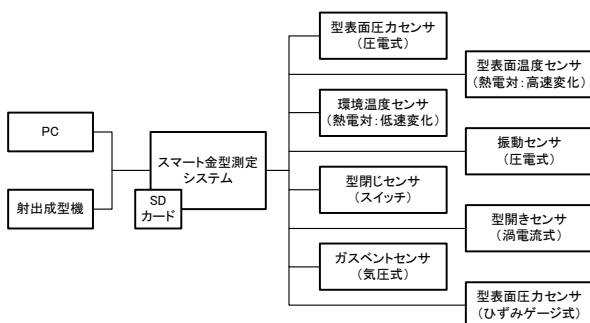 型表面圧力センサ
(圧電式)
型表面温度センサ
(熱電対:高速変化)
環境温度センサ
(熱電対:低速変化)
PC
スマート金型測定
システム
振動センサ
(圧電式)
型閉じセンサ
(スイッチ)
SD
カード
射出成型機
型開きセンサ
(渦電流式)
ガスベントセンサ
(気圧式)
型表面圧力センサ
(ひずみゲージ式)